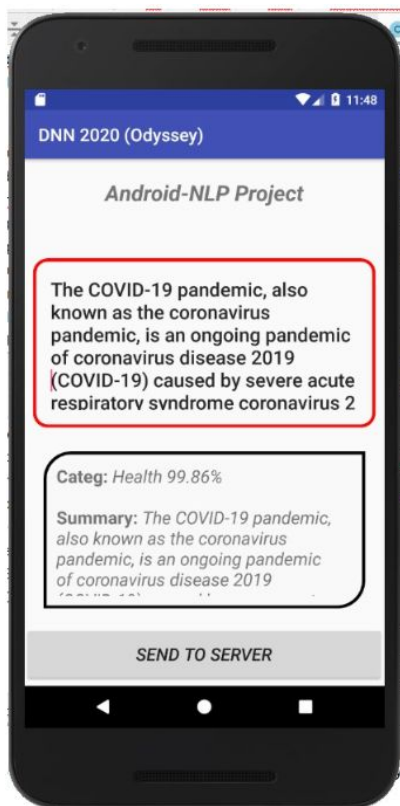 11:48
DNN 2020 (Odyssey)
Android-NLP Project
The COVID-19 pandemic, also
known as the coronavirus
pandemic, is an ongoing pandemic
of coronavirus disease 2019
(COVID-19) caused by severe acute
respiratory syndrome coronavirus 2
Categ: Health 99.86%
Summary: The COVID-19 pandemic,
also known as the coronavirus
pandemic, is an ongoing pandemic
of coronavirus disease 2019
SEND TO SERVER